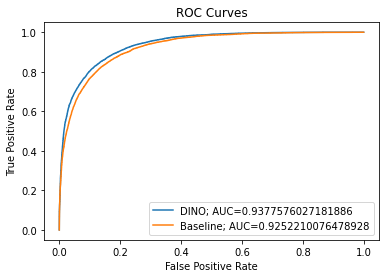 ROC Curves
1.0
0.8
0.6
0.4
0.2
0.0
True Positive Rate
DINO; AUC=0.9377576027181886
Baseline; AUC=0.9252210076478928
0.0 0.2 0.4 0.6 0.8 1.0
False Positive Rate